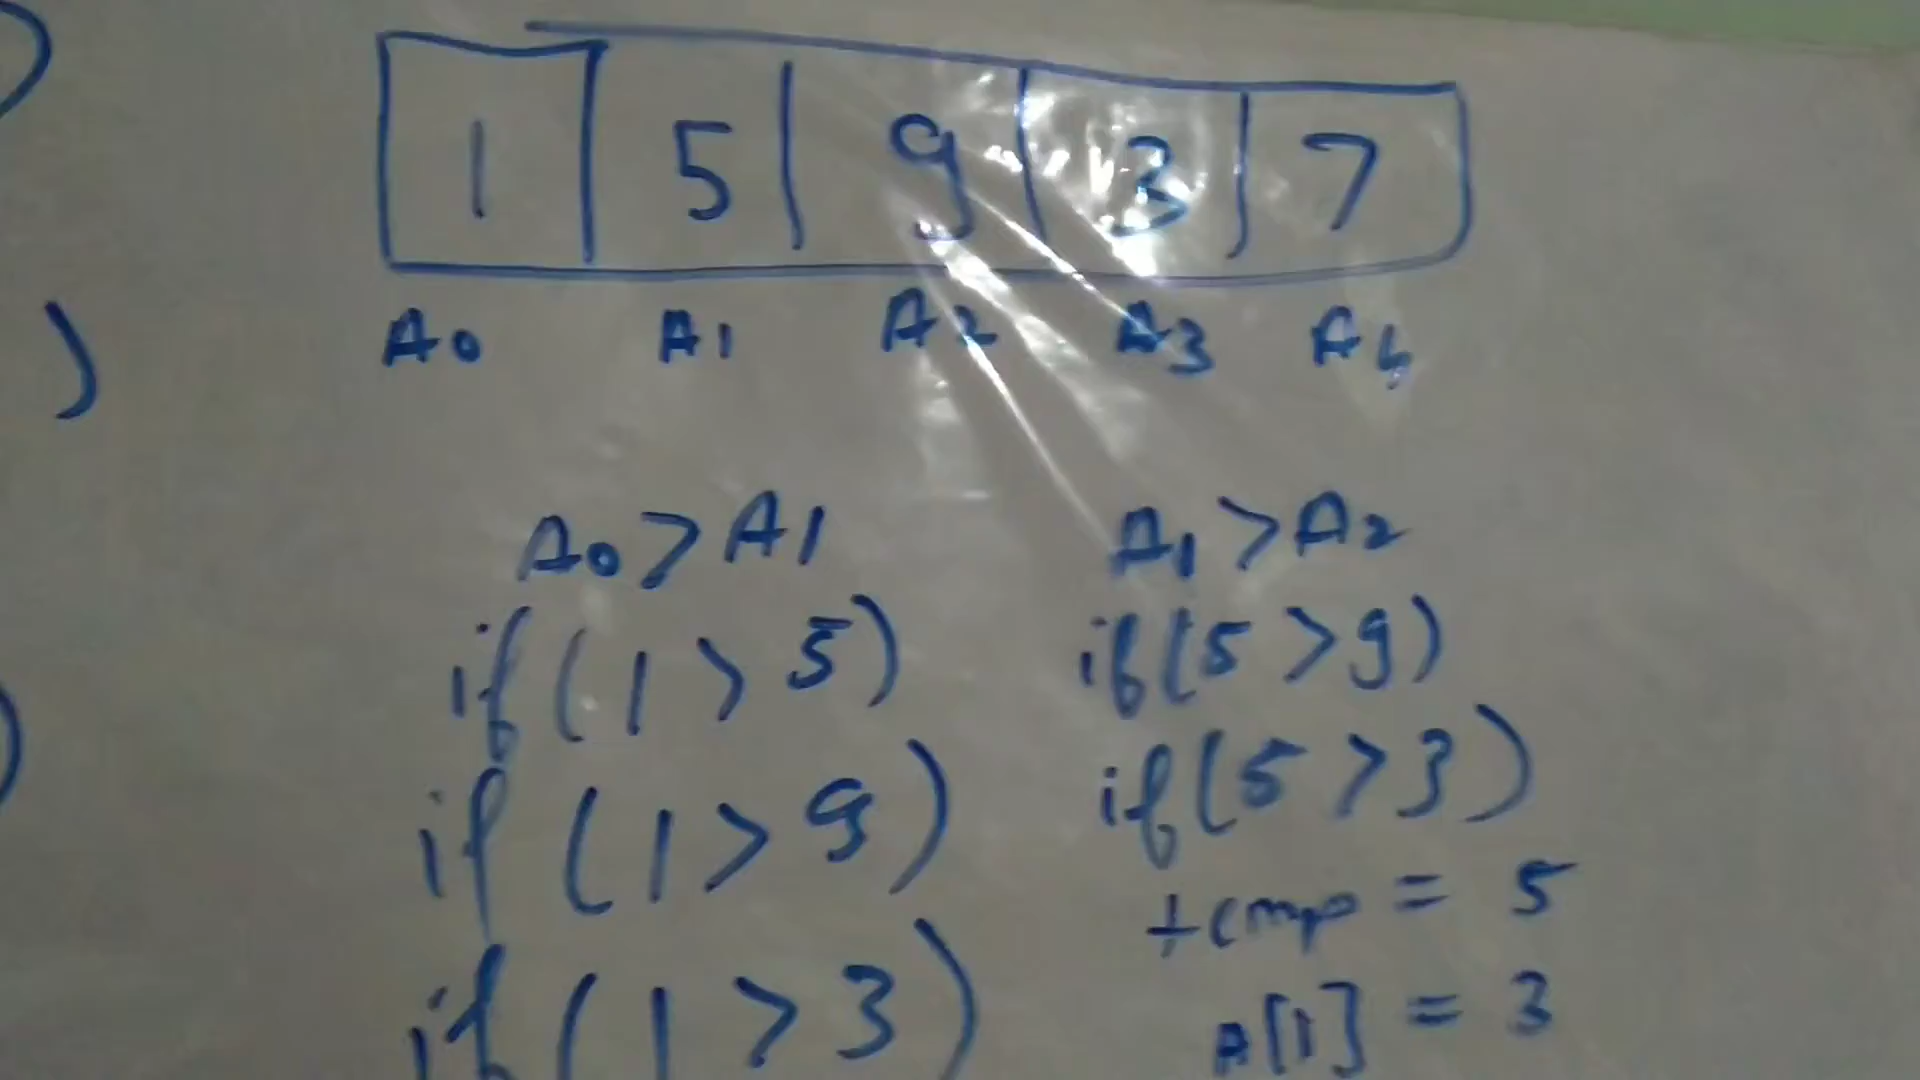 1 5 9 3 7
A0 A1 A2 A3 A4
A0 > A1
if (1 > 5)
if (1 > 9)
if (1 > 3)
A1 > A2
if (5 > 9)
if (5 > 3)
temp = 5
A[1] = 3